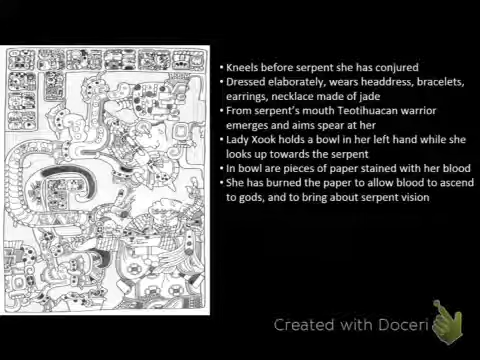 • Kneels before serpent she has conjured
• Dressed elaborately, wears headdress, bracelets,
earrings, necklace made of jade
• From serpent's mouth Teotihuacan warrior
emerges and aims spear at her
• Lady Xook holds a bowl in her left hand while she
looks up towards the serpent
• In bowl are pieces of paper stained with her blood
• She has burned the paper to allow blood to ascend
to gods, and to bring about serpent vision
Created with Doceri